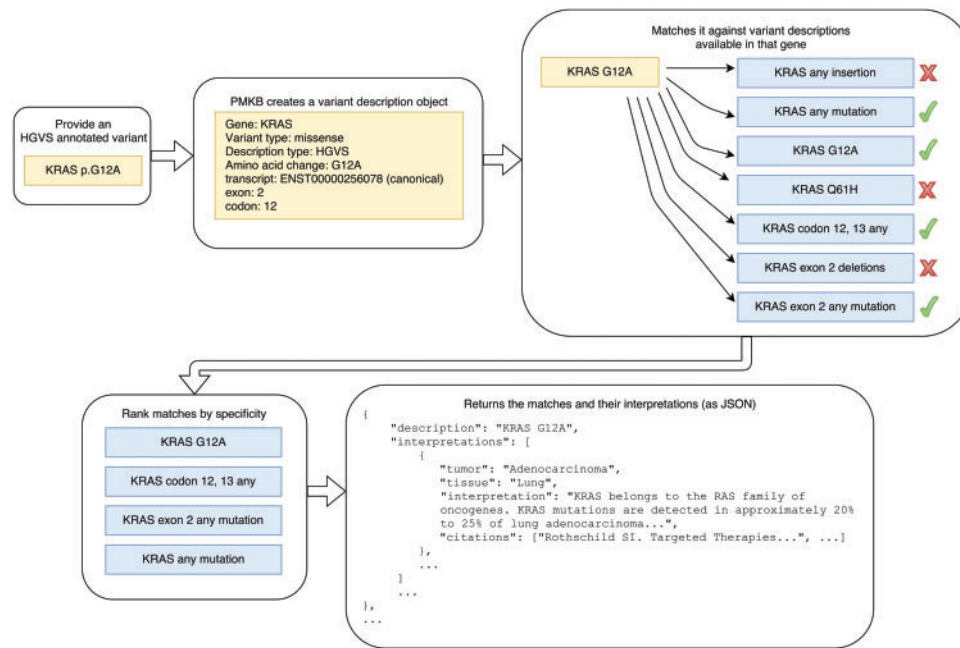 Provide an
HGVS annotated variant
KRAS p.G12A
PMKB creates a variant description object
Gene: KRAS
Variant type: missense
Description type: HGVS
Amino acid change: G12A
transcript: ENST00000256078 (canonical)
exon: 2
codon: 12
Matches it against variant descriptions
available in that gene
KRAS G12A
KRAS any insertion
KRAS any mutation
KRAS G12A
KRAS Q61H
KRAS codon 12, 13 any
KRAS exon 2 deletions
KRAS exon 2 any mutation
Rank matches by specificity
KRAS G12A
KRAS codon 12, 13 any
KRAS exon 2 any mutation
KRAS any mutation
Returns the matches and their interpretations (as JSON)
{
"description": "KRAS G12A",
"interpretations": [
{
"tumor": "Adenocarcinoma",
"tissue": "Lung",
"interpretation": "KRAS belongs to the RAS family of
oncogenes. KRAS mutations are detected in approximately 20%
to 25% of lung adenocarcinoma...",
"citations": ["Rothschild SI. Targeted Therapies...", ...]
},
...
]
...
},
...